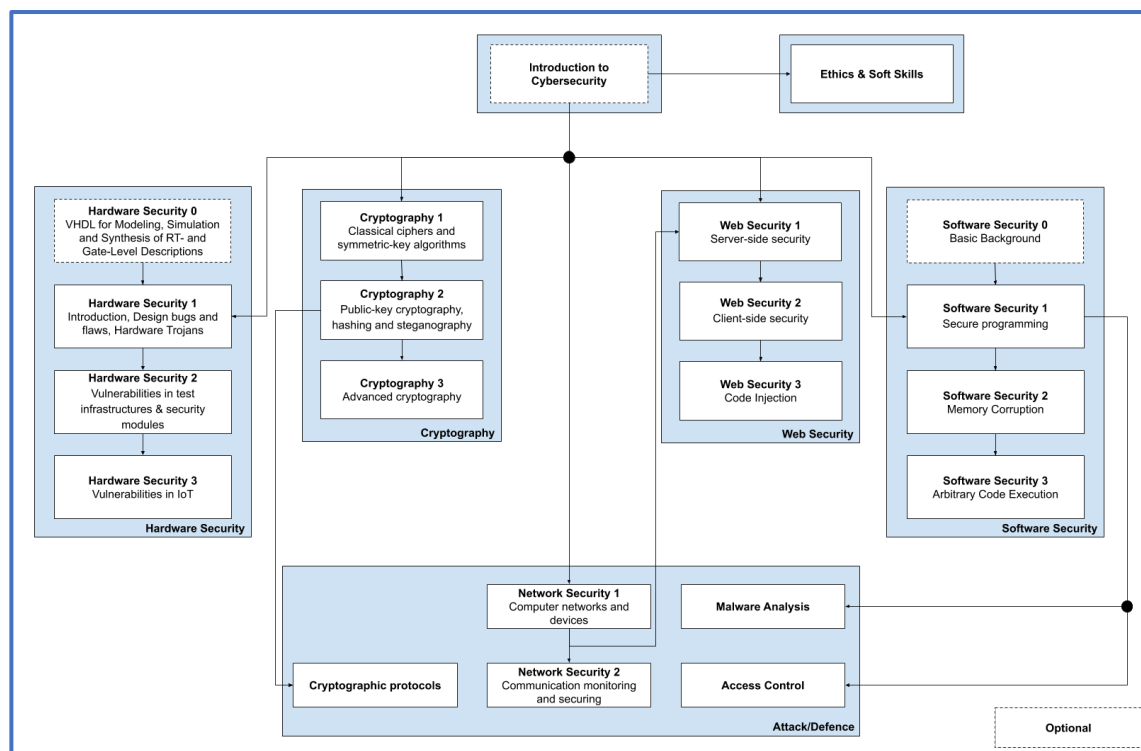 Introduction to
Cybersecurity
Ethics & Soft Skills
Hardware Security 0
VHDL for Modeling, Simulation
and Synthesis of RT- and
Gate-Level Descriptions
Hardware Security 1
Introduction, Design bugs and
flaws, Hardware Trojans
Hardware Security 2
Vulnerabilities in test
infrastructures & security
modules
Hardware Security 3
Vulnerabilities in IoT
Hardware Security
Cryptography 1
Classical ciphers and
symmetric-key algorithms
Cryptography 2
Public-key cryptography,
hashing and steganography
Cryptography 3
Advanced cryptography
Cryptography
Web Security 1
Server-side security
Web Security 2
Client-side security
Web Security 3
Code Injection
Web Security
Software Security 0
Basic Background
Software Security 1
Secure programming
Software Security 2
Memory Corruption
Software Security 3
Arbitrary Code Execution
Software Security
Network Security 1
Computer networks and
devices
Malware Analysis
Cryptographic protocols
Network Security 2
Communication monitoring
and securing
Access Control
Attack/Defence
Optional